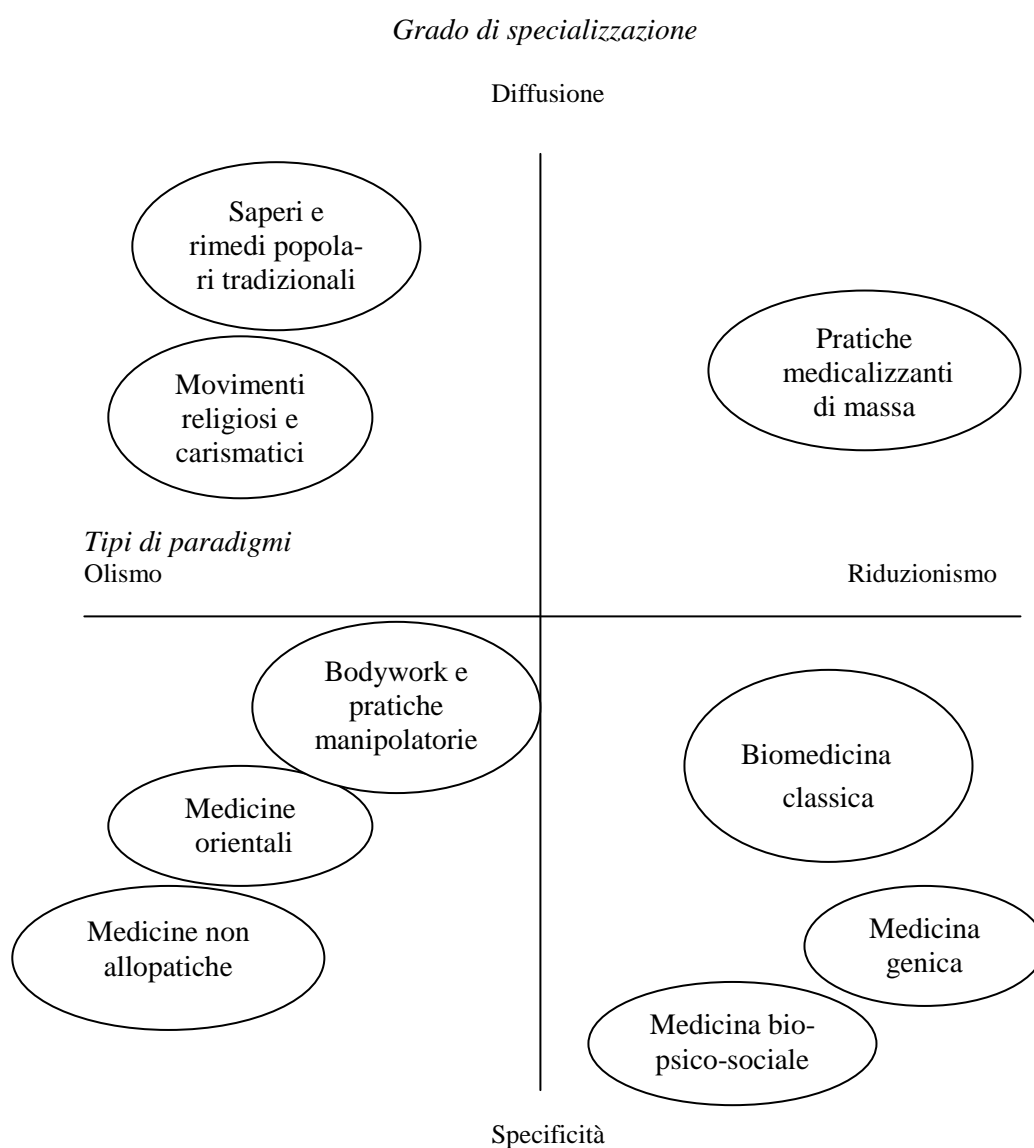 Grado di specializzazione
Diffusione
Saperi e
rimedi popola-
ri tradizionali
Pratiche
medicalizzanti
di massa
Movimenti
religiosi e
carismatici
Tipi di paradigmi
Olismo
Riduzionismo
Bodywork e
pratiche
manipolatorie
Biomedicina
classica
Medicine
orientali
Medicine non
allopatiche
Medicina
genica
Medicina bio-
psico-sociale
Specificità